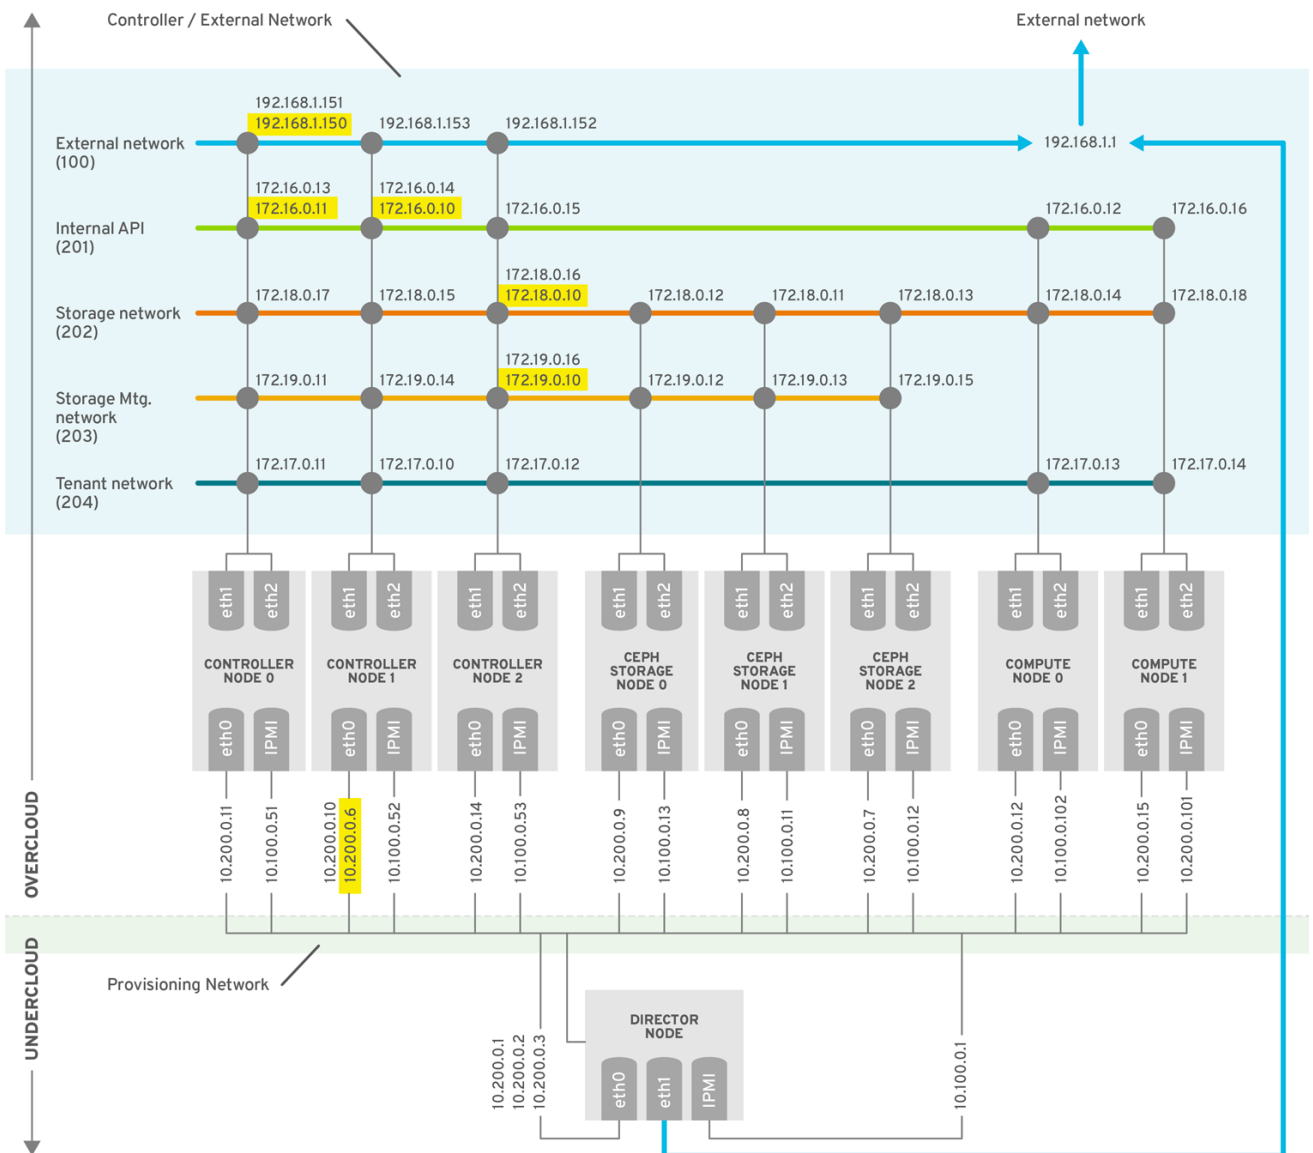 Controller / External Network
External network
192.168.1.151
192.168.1.150
192.168.1.153
192.168.1.152
External network
(100)
192.168.1.1
172.16.0.13
172.16.0.11
172.16.0.14
172.16.0.10
172.16.0.15
172.16.0.12
172.16.0.16
Internal API
(201)
172.18.0.17
172.18.0.15
172.18.0.16
172.18.0.10
172.18.0.12
172.18.0.11
172.18.0.13
172.18.0.14
172.18.0.18
Storage network
(202)
172.19.0.11
172.19.0.14
172.19.0.16
172.19.0.10
172.19.0.12
172.19.0.13
172.19.0.15
Storage Mtg.
network
(203)
172.17.0.11
172.17.0.10
172.17.0.12
172.17.0.13
172.17.0.14
Tenant network
(204)
eth1
eth2
CONTROLLER
NODE 0
eth0
IPMI
eth1
eth2
CONTROLLER
NODE 1
eth0
IPMI
eth1
eth2
CONTROLLER
NODE 2
eth0
IPMI
eth1
eth2
CEPH
STORAGE
NODE 0
eth0
IPMI
eth1
eth2
CEPH
STORAGE
NODE 1
eth0
IPMI
eth1
eth2
CEPH
STORAGE
NODE 2
eth0
IPMI
eth1
eth2
COMPUTE
NODE 0
eth0
IPMI
eth1
eth2
COMPUTE
NODE 1
eth0
IPMI
10.200.0.11
10.100.0.51
10.200.0.10
10.200.0.6
10.100.0.52
10.200.0.14
10.100.0.53
10.200.0.9
10.100.0.13
10.200.0.8
10.100.0.11
10.200.0.7
10.100.0.12
10.200.0.12
10.100.0.102
10.200.0.15
10.200.0.101
OVERCLOUD
UNDERCLOUD
Provisioning Network
DIRECTOR
NODE
eth0
eth1
IPMI
10.200.0.1
10.200.0.2
10.200.0.3
10.100.0.1